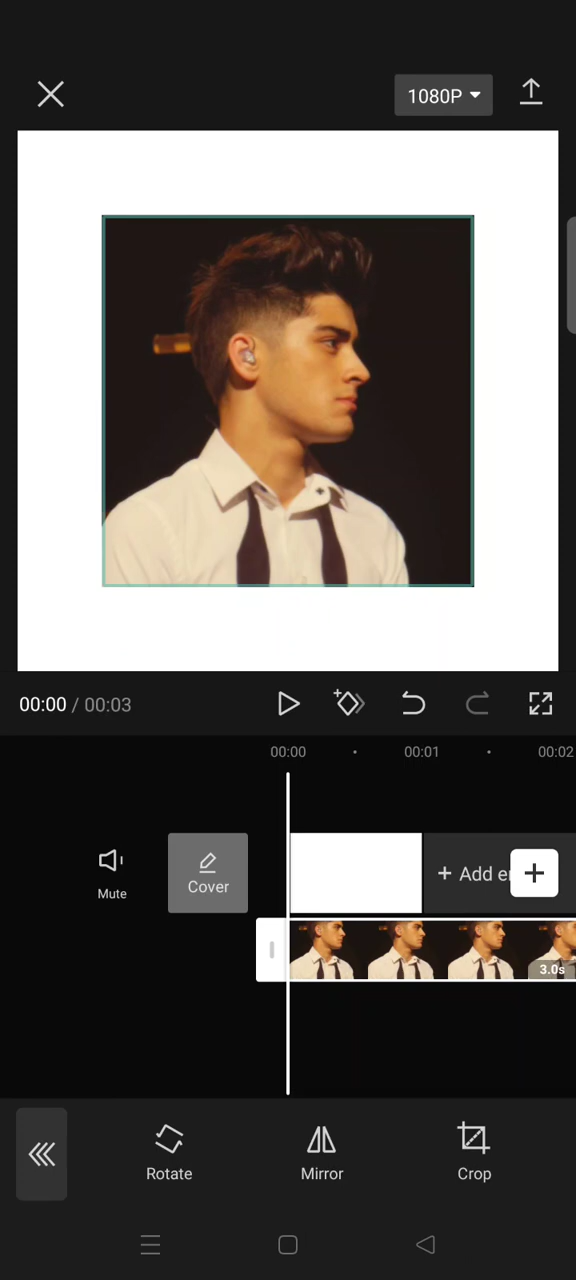 1080P
00:00 / 00:03
00:00
00:01
00:02
Mute
Cover
+ Add
3.0s
Rotate
Mirror
Crop